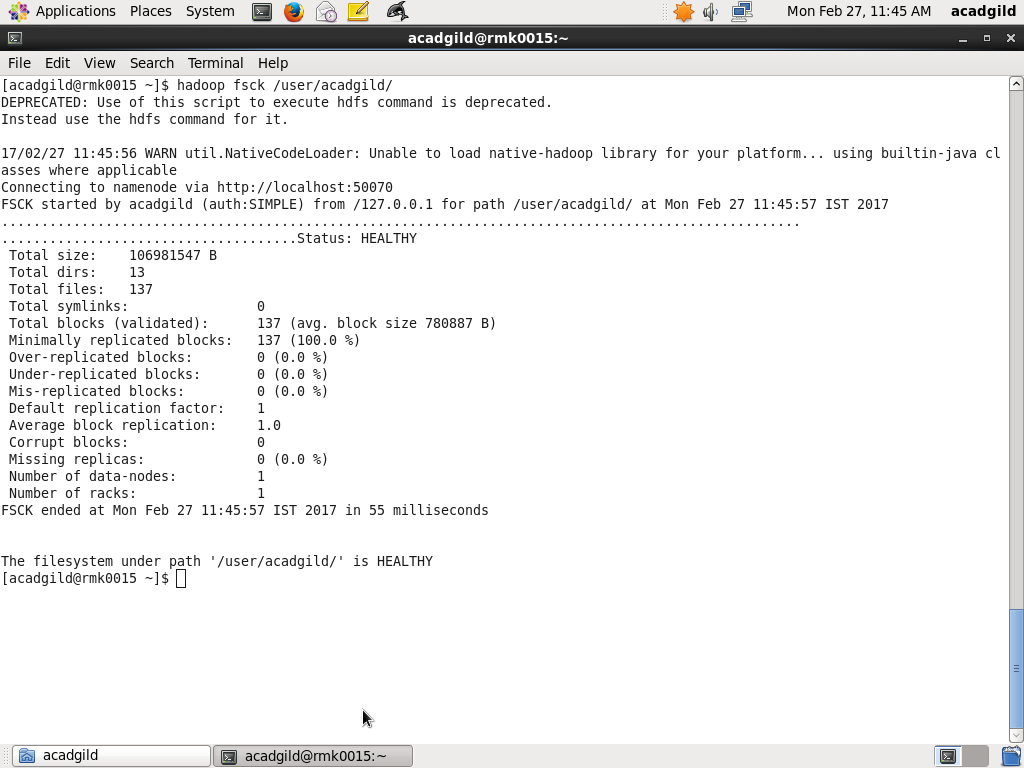 Applications Places System Mon Feb 27, 11:45 AM acadgild
acadgild@rmk0015:~
File Edit View Search Terminal Help
[acadgild@rmk0015 ~]$ hadoop fsck /user/acadgild/
DEPRECATED: Use of this script to execute hdfs command is deprecated.
Instead use the hdfs command for it.
17/02/27 11:45:56 WARN util.NativeCodeLoader: Unable to load native-hadoop library for your platform... using builtin-java cl
asses where applicable
Connecting to namenode via http://localhost:50070
FSCK started by acadgild (auth:SIMPLE) from /127.0.0.1 for path /user/acadgild/ at Mon Feb 27 11:45:57 IST 2017
....................................................................................................
.....................................Status: HEALTHY
Total size: 106981547 B
Total dirs: 13
Total files: 137
Total symlinks: 0
Total blocks (validated): 137 (avg. block size 780887 B)
Minimally replicated blocks: 137 (100.0 %)
Over-replicated blocks: 0 (0.0 %)
Under-replicated blocks: 0 (0.0 %)
Mis-replicated blocks: 0 (0.0 %)
Default replication factor: 1
Average block replication: 1.0
Corrupt blocks: 0
Missing replicas: 0 (0.0 %)
Number of data-nodes: 1
Number of racks: 1
FSCK ended at Mon Feb 27 11:45:57 IST 2017 in 55 milliseconds
The filesystem under path '/user/acadgild/' is HEALTHY
[acadgild@rmk0015 ~]$
acadgild acadgild@rmk0015:~